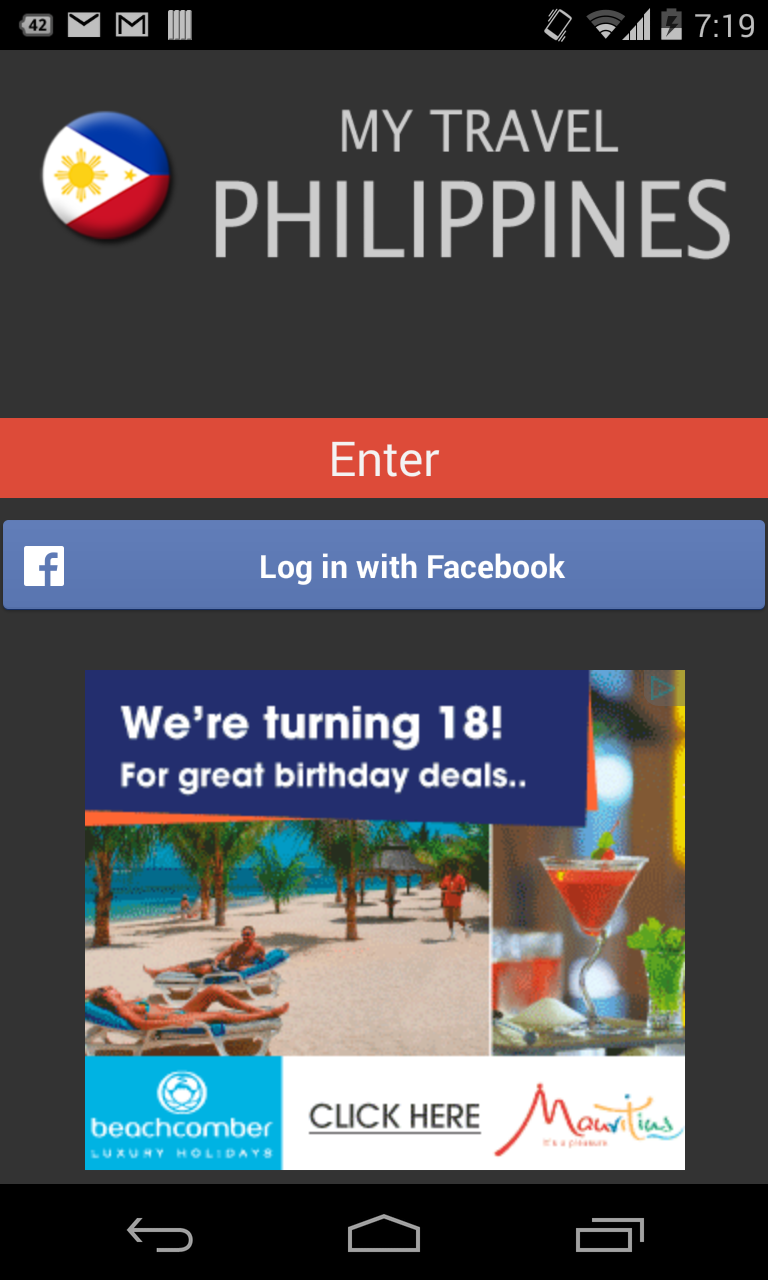 42
7:19
MY TRAVEL
PHILIPPINES
Enter
Log in with Facebook
We're turning 18!
For great birthday deals..
beachcomber
LUXURY HOLIDAYS
CLICK HERE
Mauritius
It's a pleasure